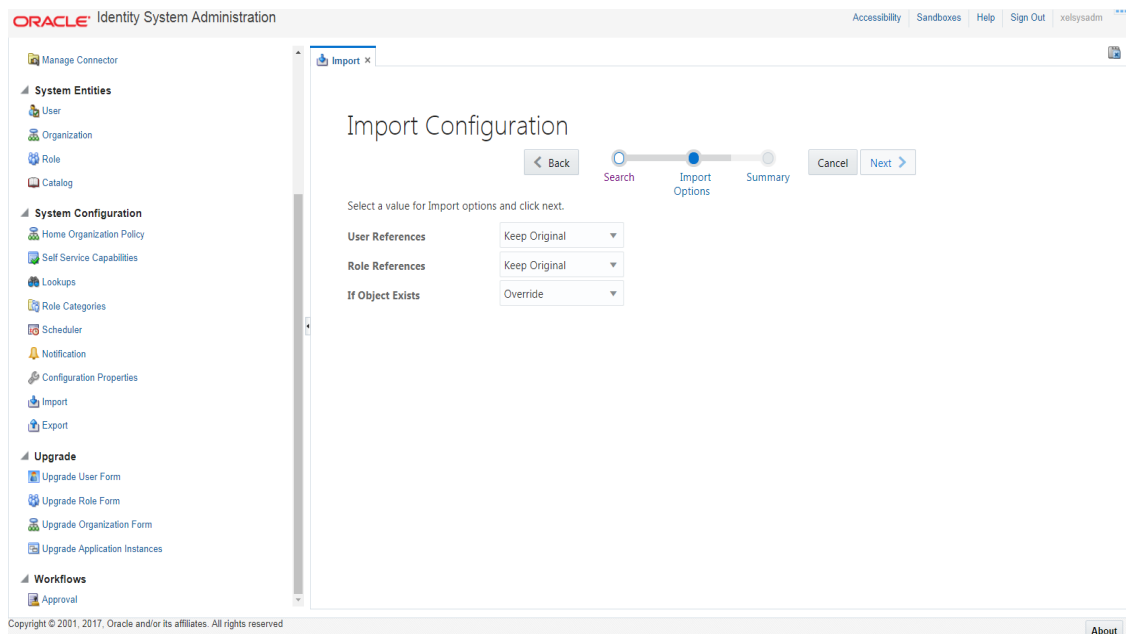 ORACLE Identity System Administration
Accessibility Sandboxes Help Sign Out xelsysadm
Manage Connector
System Entities
User
Organization
Role
Catalog
System Configuration
Home Organization Policy
Self Service Capabilities
Lookups
Role Categories
Scheduler
Notification
Configuration Properties
Import
Export
Upgrade
Upgrade User Form
Upgrade Role Form
Upgrade Organization Form
Upgrade Application Instances
Workflows
Approval
Import ×
Import Configuration
Back
Search
Import Options
Summary
Cancel
Next
Select a value for Import options and click next.
User References Keep Original
Role References Keep Original
If Object Exists Override
Copyright © 2001, 2017, Oracle and/or its affiliates. All rights reserved
About